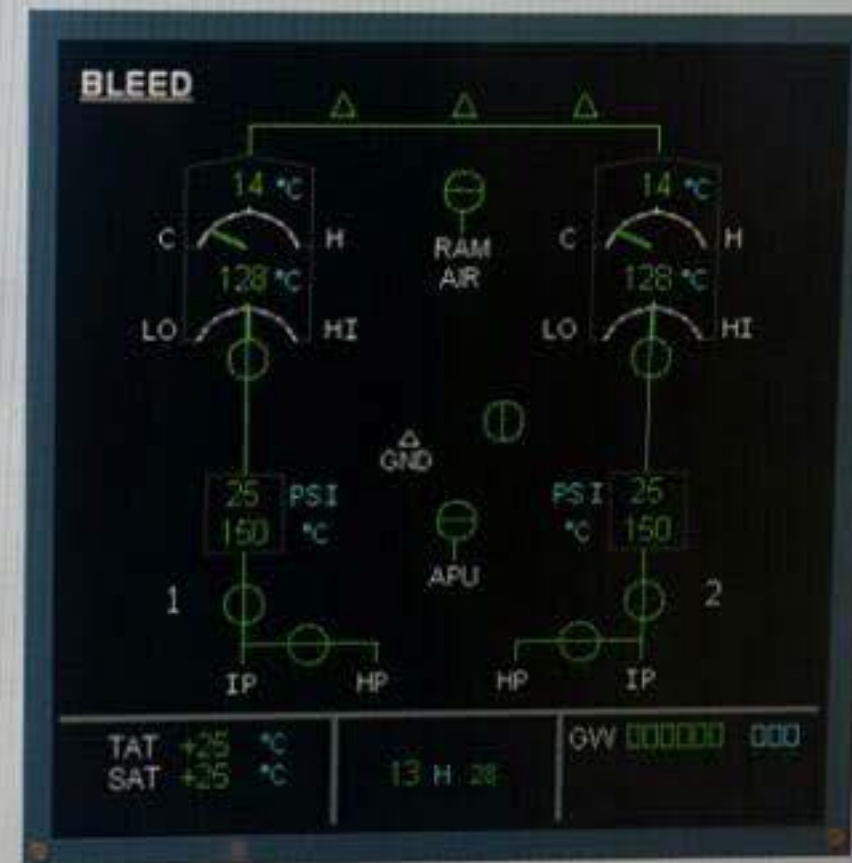 BLEED
14 °C 14 °C
C H C H
RAM
AIR
128 °C 128 °C
LO HI LO HI
GND
25 PSI PSI 25
150 °C °C 150
APU
1 2
IP HP HP IP
TAT +25 °C
SAT +25 °C
13 H 28
GW